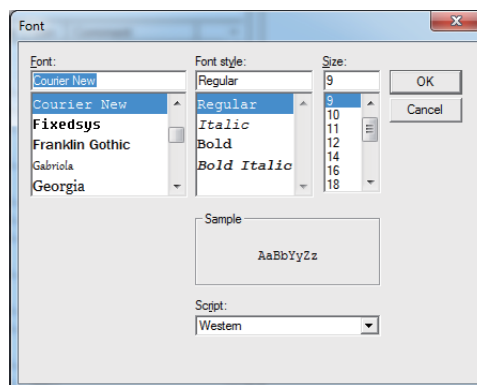 Font
Font:
Font style:
Size:
Courier New
Regular
9
OK
Courier New
Fixedsys
Franklin Gothic
Gabriola
Georgia
Regular
Italic
Bold
Bold Italic
9
10
11
12
14
16
18
Cancel
Sample
AaBbYyZz
Script:
Western